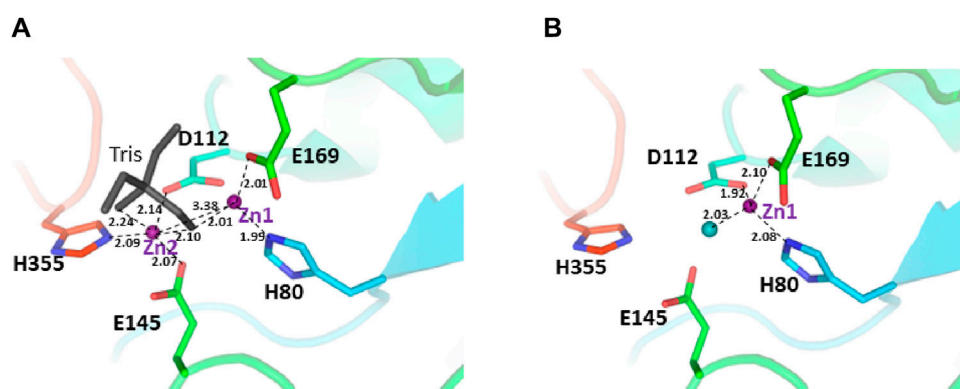 A
B
Tris
D112
E169
2.01
3.38
2.14
2.01
Zn1
2.24
2.10
1.99
2.09
Zn2
2.07
H355
H80
E145
D112
E169
2.10
1.92
Zn1
2.03
2.08
H355
H80
E145